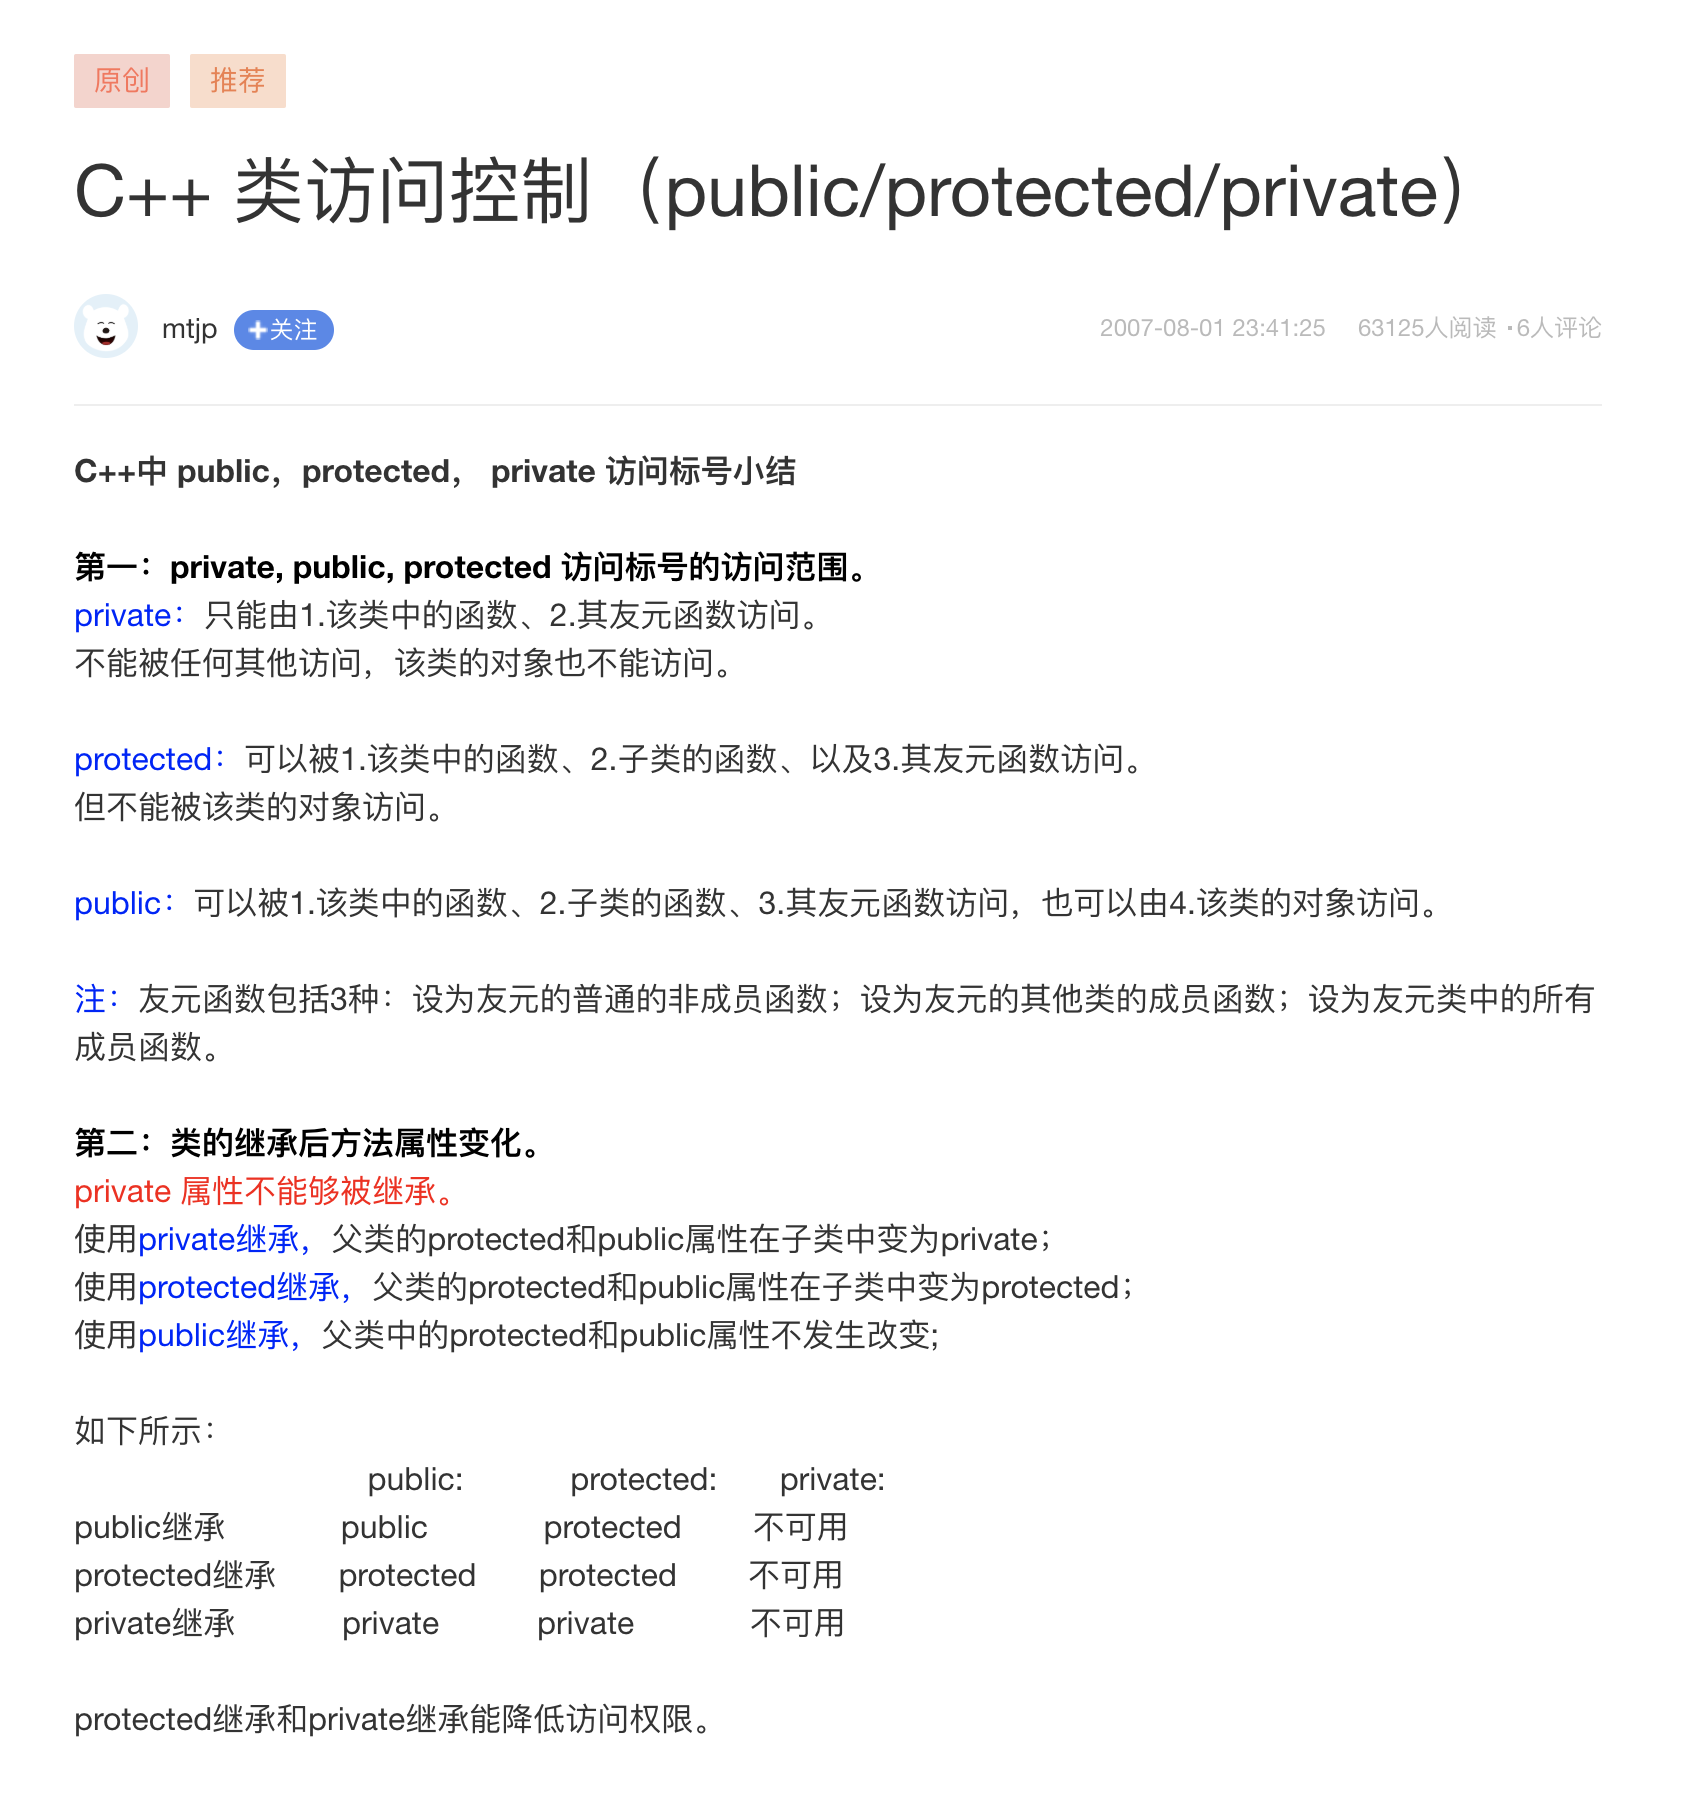 原创 推荐
C++ 类访问控制（public/protected/private）
mtjp +关注 2007-08-01 23:41:25 63125人阅读 ·6人评论
C++中 public，protected， private 访问标号小结
第一：private, public, protected 访问标号的访问范围。
private：只能由1.该类中的函数、2.其友元函数访问。
不能被任何其他访问，该类的对象也不能访问。
protected：可以被1.该类中的函数、2.子类的函数、以及3.其友元函数访问。
但不能被该类的对象访问。
public：可以被1.该类中的函数、2.子类的函数、3.其友元函数访问，也可以由4.该类的对象访问。
注：友元函数包括3种：设为友元的普通的非成员函数；设为友元的其他类的成员函数；设为友元类中的所有
成员函数。
第二：类的继承后方法属性变化。
private 属性不能够被继承。
使用private继承，父类的protected和public属性在子类中变为private；
使用protected继承，父类的protected和public属性在子类中变为protected；
使用public继承，父类中的protected和public属性不发生改变;
如下所示：
public: protected: private:
public继承 public protected 不可用
protected继承 protected protected 不可用
private继承 private private 不可用
protected继承和private继承能降低访问权限。